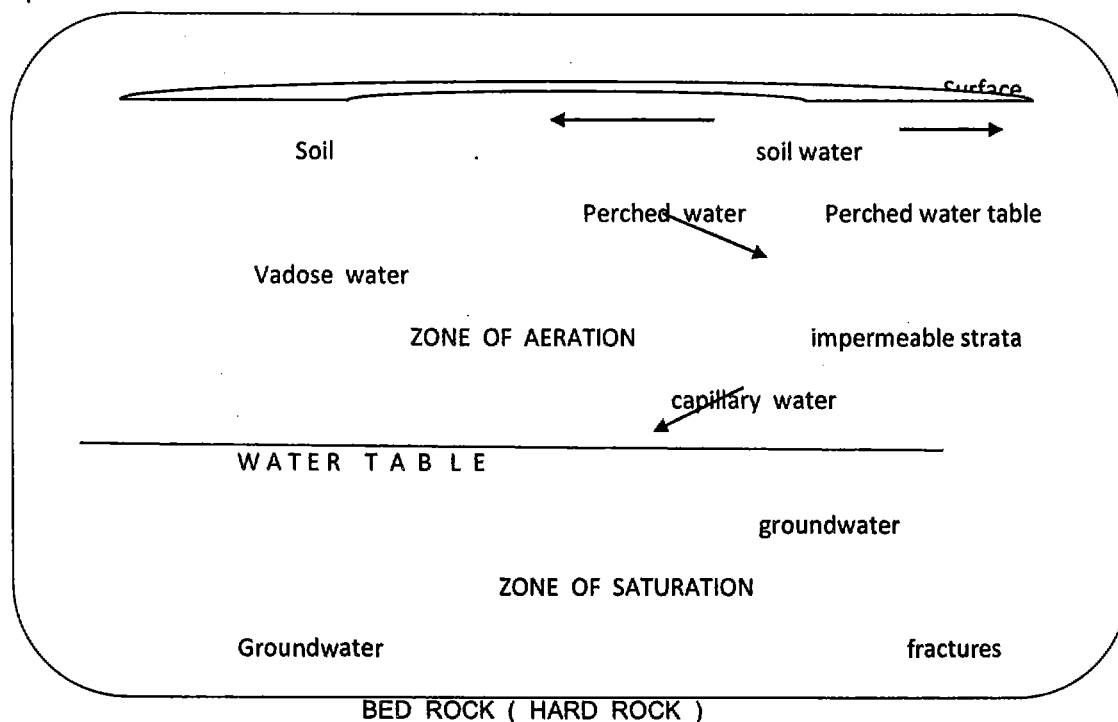 Surface
Soil soil water
Perched water Perched water table
Vadose water
ZONE OF AERATION impermeable strata
capillary water
WATER TABLE
groundwater
ZONE OF SATURATION
Groundwater fractures
BED ROCK ( HARD ROCK )